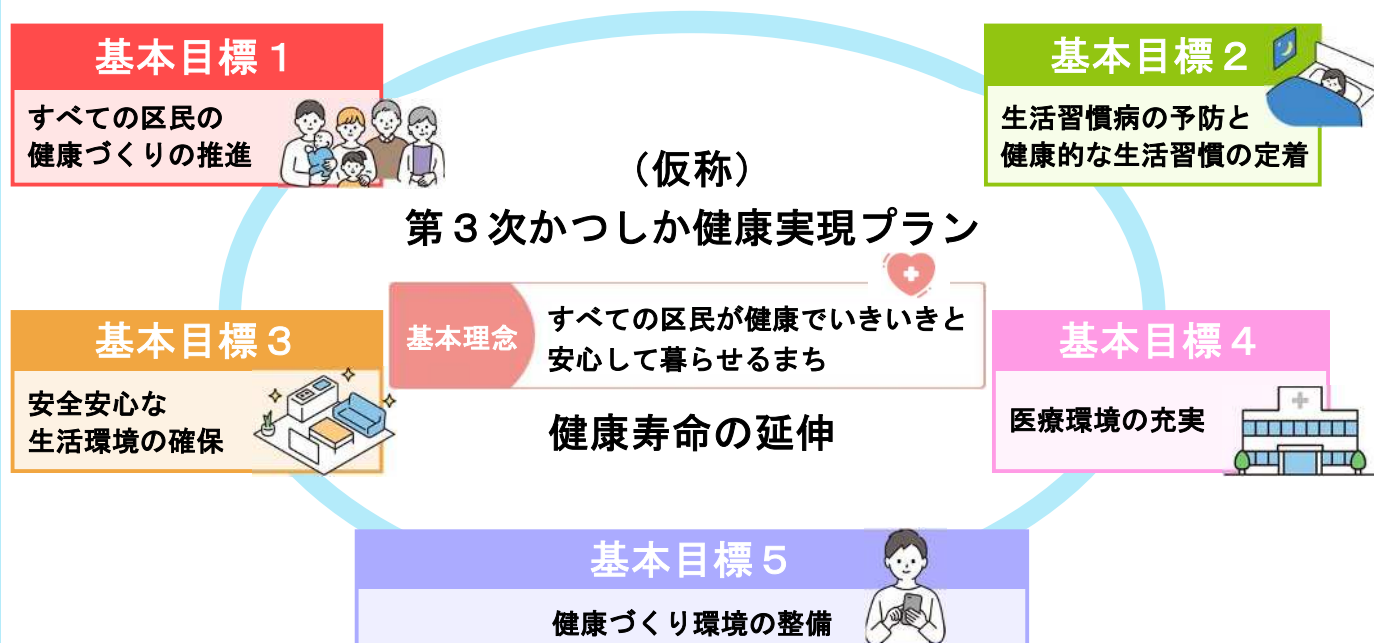 基本目標１
すべての区民の
健康づくりの推進
基本目標２
生活習慣病の予防と
健康的な生活習慣の定着
（仮称）
第３次かつしか健康実現プラン
基本理念
すべての区民が健康でいきいきと
安心して暮らせるまち
健康寿命の延伸
基本目標３
安全安心な
生活環境の確保
基本目標４
医療環境の充実
基本目標５
健康づくり環境の整備